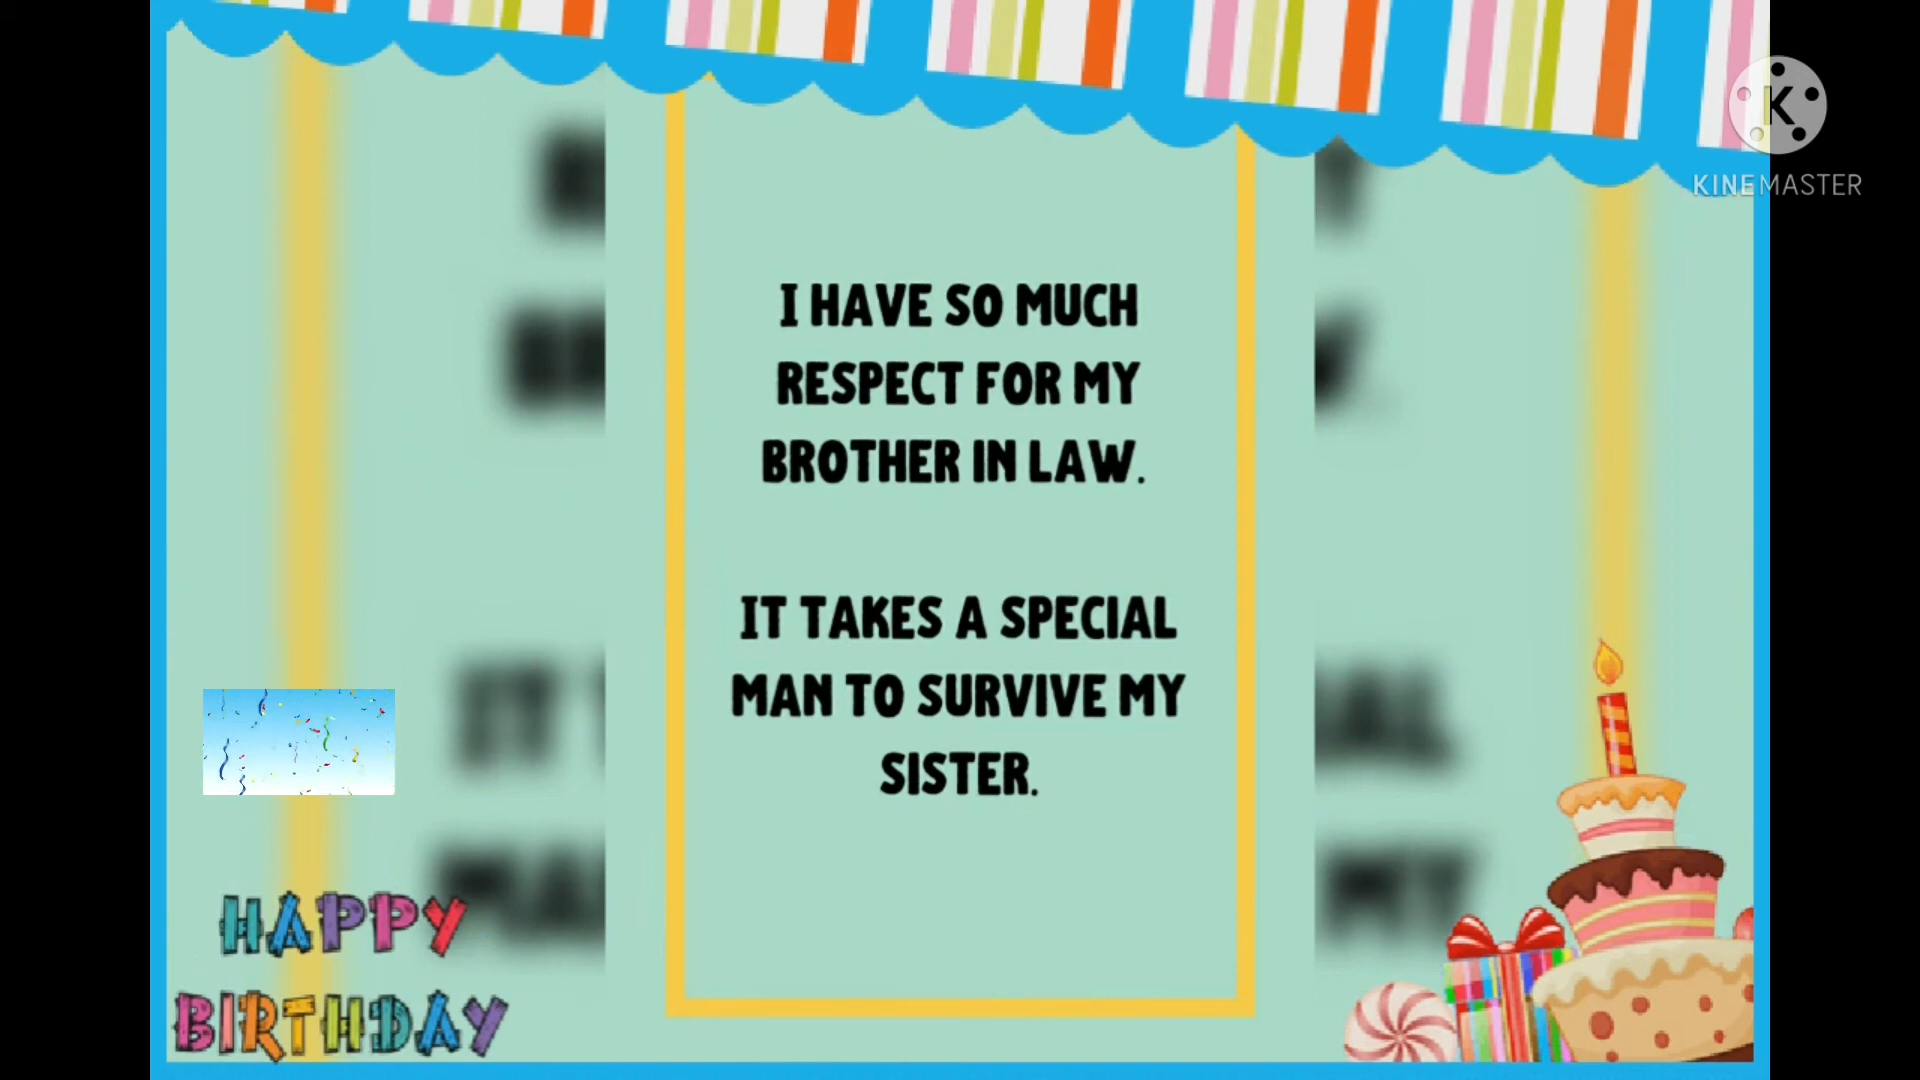 K
KINEMASTER
I HAVE SO MUCH
RESPECT FOR MY
BROTHER IN LAW.
IT TAKES A SPECIAL
MAN TO SURVIVE MY
SISTER.
HAPPY
BIRTHDAY